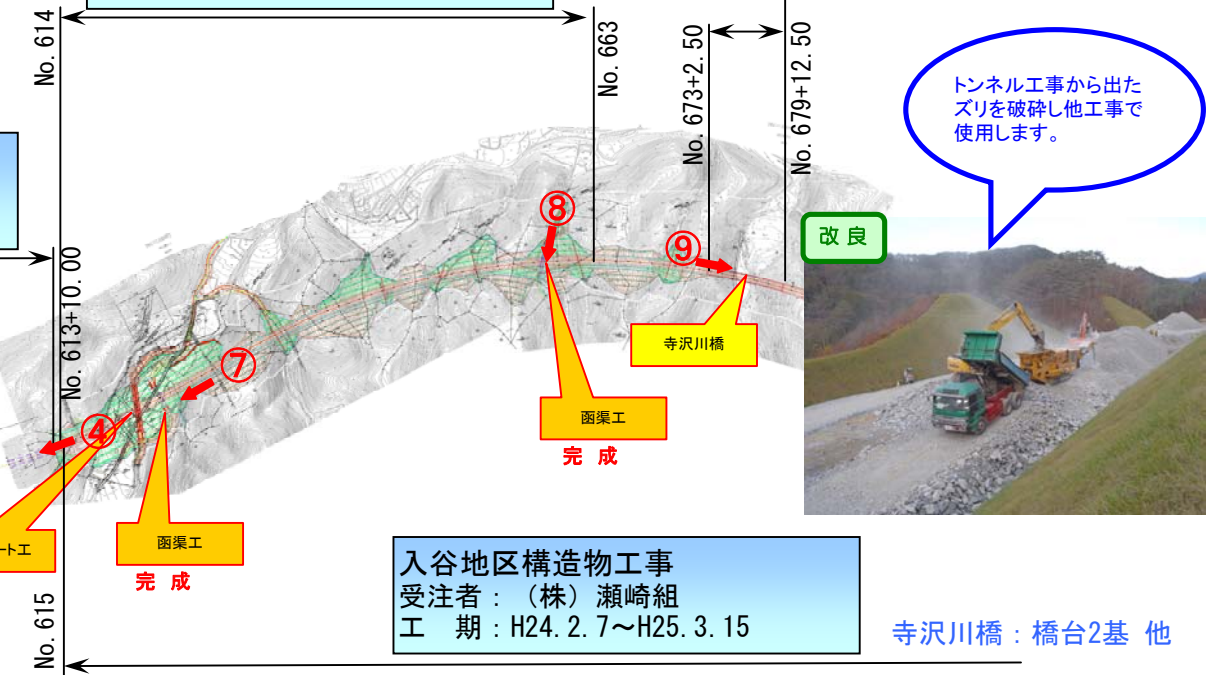 No. 614
No. 663
No. 673+2.50
No. 679+12.50
トンネル工事から出た
ズリを破砕し他工事で
使用します。
改良
⑧
⑨
No. 613+10.00
寺沢川橋
⑦
④
函渠工
完 成
ート工
函渠工
完 成
入谷地区構造物工事
受注者：（株）瀬崎組
工　期：H24.2.7～H25.3.15
寺沢川橋：橋台2基 他
No. 615